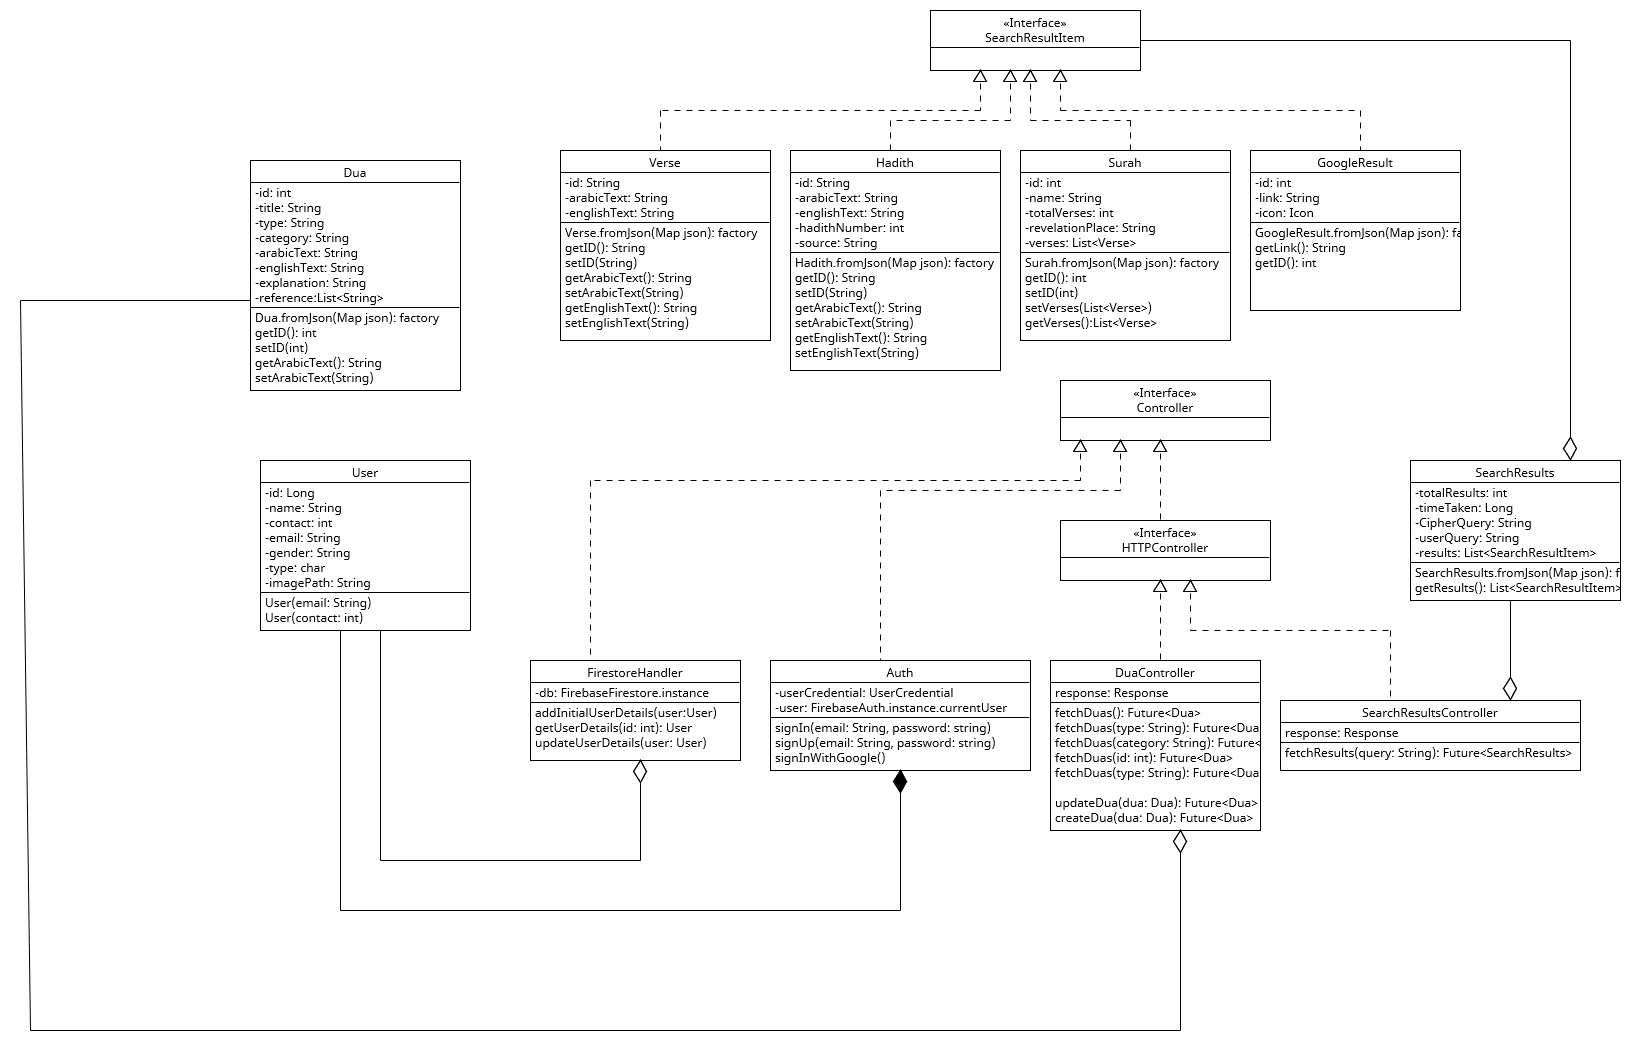 «Interface»
SearchResultItem
Verse
-id: String
-arabicText: String
-englishText: String
Verse.fromJson(Map json): factory
getID(): String
setID(String)
getArabicText(): String
setArabicText(String)
getEnglishText(): String
setEnglishText(String)
Hadith
-id: String
-arabicText: String
-englishText: String
-hadithNumber: int
-source: String
Hadith.fromJson(Map json): factory
getID(): String
setID(String)
getArabicText(): String
setArabicText(String)
getEnglishText(): String
setEnglishText(String)
Surah
-id: int
-name: String
-totalVerses: int
-revelationPlace: String
-verses: List<Verse>
Surah.fromJson(Map json): factory
getID(): int
setID(int)
setVerses(List<Verse>)
getVerses():List<Verse>
GoogleResult
-id: int
-link: String
-icon: Icon
GoogleResult.fromJson(Map json): fa
getLink(): String
getID(): int
Dua
-id: int
-title: String
-type: String
-category: String
-arabicText: String
-englishText: String
-explanation: String
-reference:List<String>
Dua.fromJson(Map json): factory
getID(): int
setID(int)
getArabicText(): String
setArabicText(String)
«Interface»
Controller
User
-id: Long
-name: String
-contact: int
-email: String
-gender: String
-type: char
-imagePath: String
User(email: String)
User(contact: int)
SearchResults
-totalResults: int
-timeTaken: Long
-CipherQuery: String
-userQuery: String
-results: List<SearchResultItem>
SearchResults.fromJson(Map json): f
getResults(): List<SearchResultItem>
«Interface»
HTTPController
FirestoreHandler
-db: FirebaseFirestore.instance
addInitialUserDetails(user:User)
getUserDetails(id: int): User
updateUserDetails(user: User)
Auth
-userCredential: UserCredential
-user: FirebaseAuth.instance.currentUser
signIn(email: String, password: string)
signUp(email: String, password: string)
signInWithGoogle()
DuaController
response: Response
fetchDuas(): Future<Dua>
fetchDuas(type: String): Future<Dua
fetchDuas(category: String): Future<
fetchDuas(id: int): Future<Dua>
fetchDuas(type: String): Future<Dua
updateDua(dua: Dua): Future<Dua>
createDua(dua: Dua): Future<Dua>
SearchResultsController
response: Response
fetchResults(query: String): Future<SearchResults>